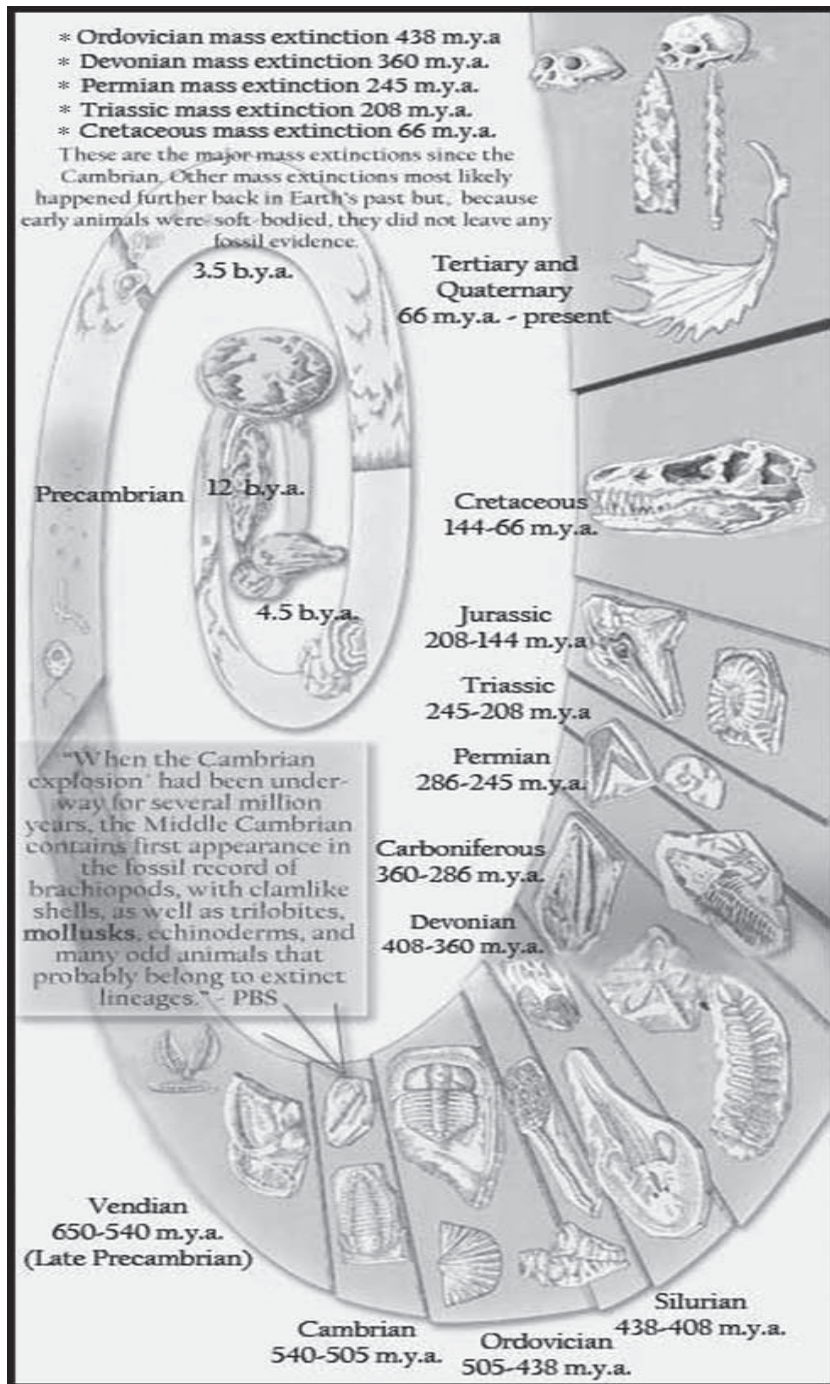 * Ordovician mass extinction 438 m.y.a
* Devonian mass extinction 360 m.y.a.
* Permian mass extinction 245 m.y.a.
* Triassic mass extinction 208 m.y.a.
* Cretaceous mass extinction 66 m.y.a.
These are the major mass extinctions since the
Cambrian. Other mass extinctions most likely
happened further back in Earth's past but, because
early animals were soft-bodied, they did not leave any
fossil evidence.
3.5 b.y.a.
Tertiary and
Quaternary
66 m.y.a. - present
Precambrian
12 b.y.a.
Cretaceous
144-66 m.y.a.
4.5 b.y.a.
Jurassic
208-144 m.y.a
Triassic
245-208 m.y.a
Permian
286-245 m.y.a.
"When the Cambrian
explosion' had been under-
way for several million
years, the Middle Cambrian
contains first appearance in
the fossil record of
brachiopods, with clamlike
shells, as well as trilobites,
mollusks, echinoderms, and
many odd animals that
probably belong to extinct
lineages." - PBS
Carboniferous
360-286 m.y.a.
Devonian
408-360 m.y.a.
Vendian
650-540 m.y.a.
(Late Precambrian)
Cambrian
540-505 m.y.a.
Ordovician
505-438 m.y.a.
Silurian
438-408 m.y.a.